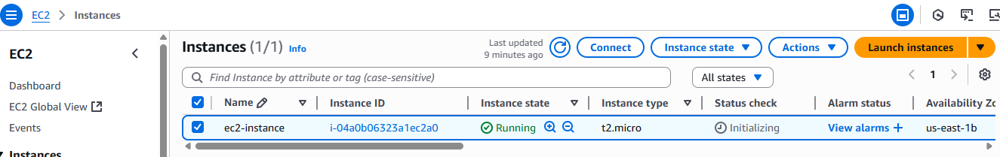 EC2 Instances
EC2
Dashboard
EC2 Global View
Events
Instances
Instances (1/1) Info
Last updated
9 minutes ago
Connect Instance state Actions Launch instances
Find Instance by attribute or tag (case-sensitive) All states 1
Name Instance ID Instance state Instance type Status check Alarm status Availability Zo
ec2-instance i-04a0b06323a1ec2a0 Running t2.micro Initializing View alarms + us-east-1b